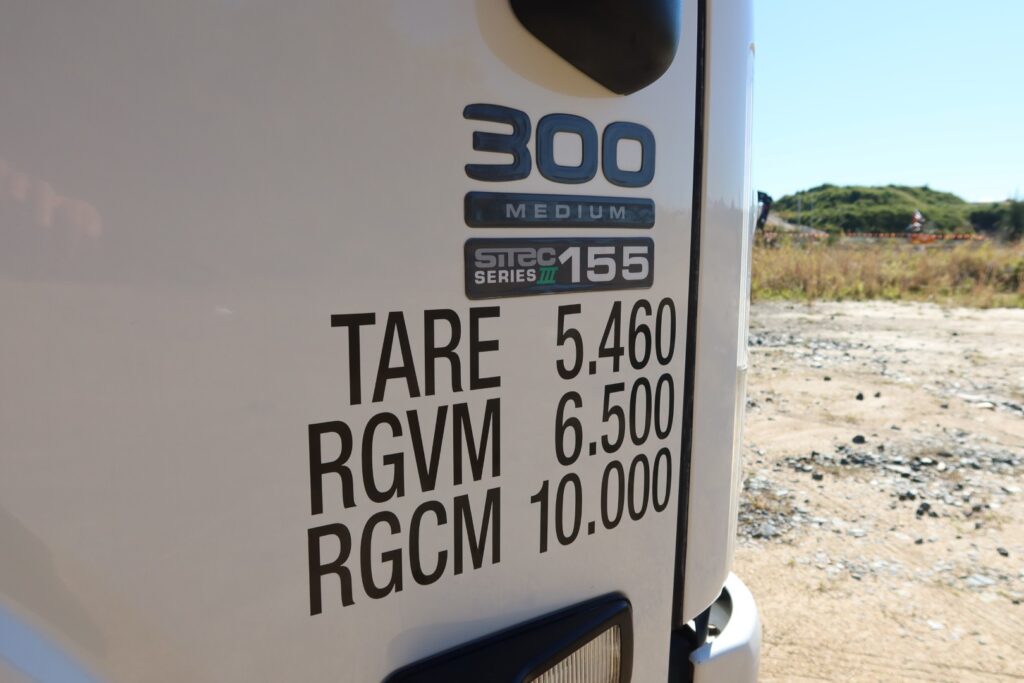 300
MEDIUM
SiTEC
SERIES III 155
TARE 5.460
RGVM 6.500
RGCM 10.000